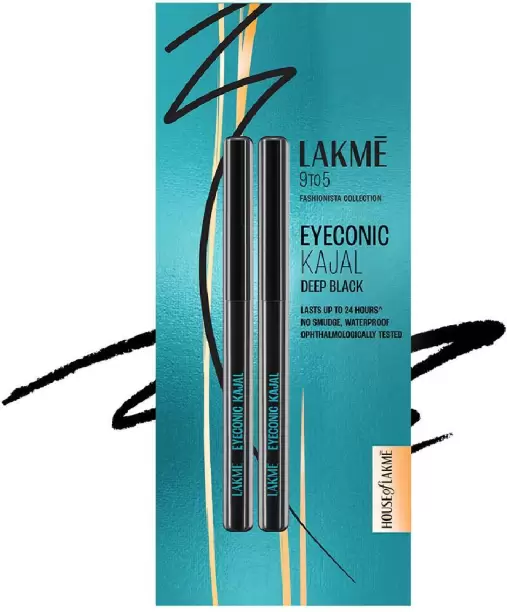 LAKMĒ
9TO5
FASHIONISTA COLLECTION
EYECONIC
KAJAL
DEEP BLACK
LASTS UP TO 24 HOURS^
NO SMUDGE, WATERPROOF
OPHTHALMOLOGICALLY TESTED
LAKMĒ EYECONIC KAJAL
LAKMĒ EYECONIC KAJAL
HOUSE of LAKMĒ